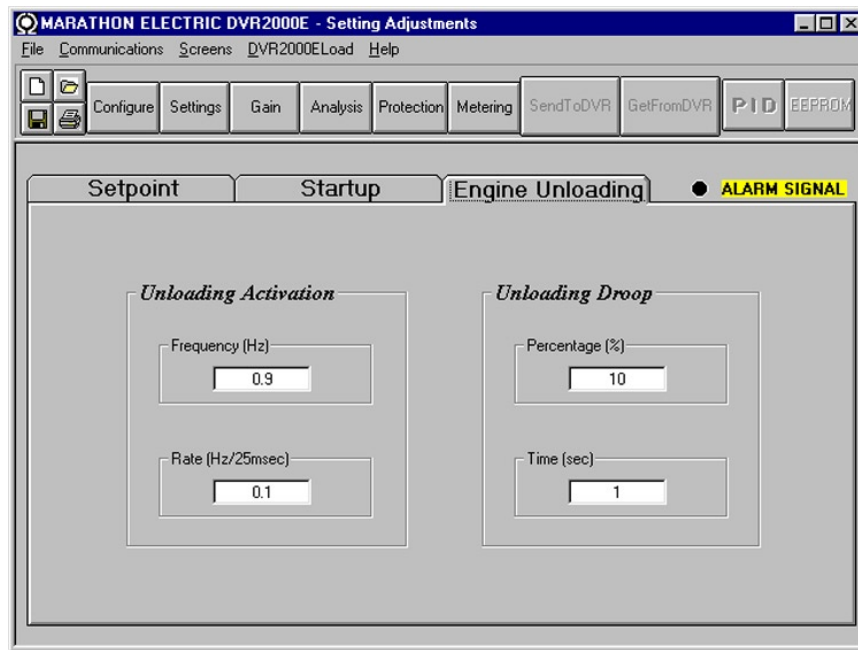 MARATHON ELECTRIC DVR2000E - Setting Adjustments
File Communications Screens DVR2000ELoad Help
Configure Settings Gain Analysis Protection Metering SendToDVR GetFromDVR PID EEPROM
Setpoint Startup Engine Unloading ALARM SIGNAL
Unloading Activation
Frequency (Hz)
0.9
Rate (Hz/25msec)
0.1
Unloading Droop
Percentage (%)
10
Time (sec)
1